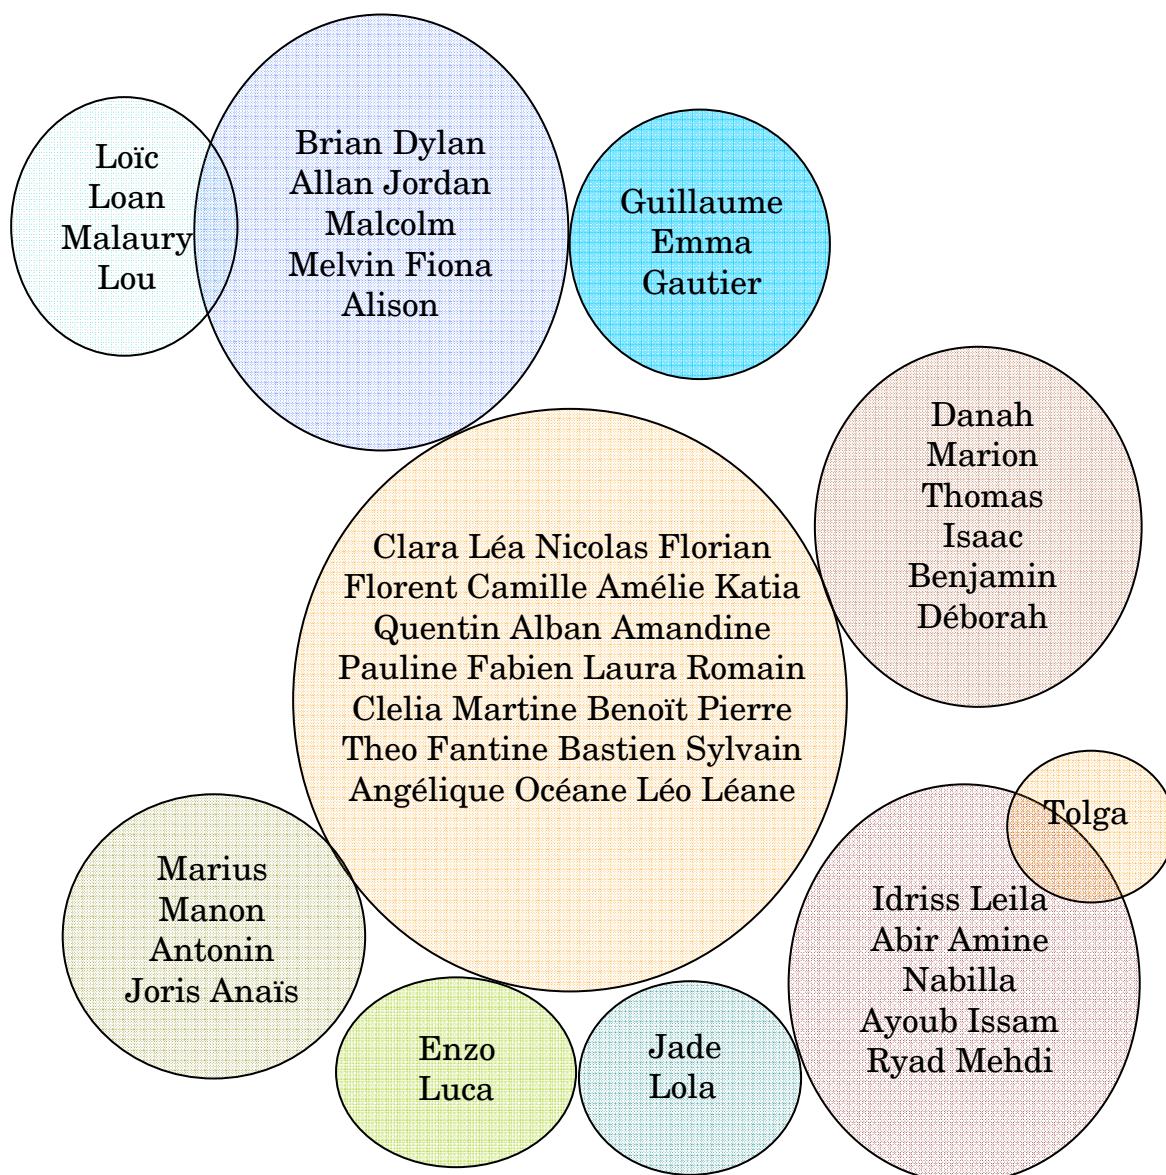 Loïc
Loan
Malaury
Lou
Brian Dylan
Allan Jordan
Malcolm
Melvin Fiona
Alison
Guillaume
Emma
Gautier
Danah
Marion
Thomas
Isaac
Benjamin
Déborah
Clara Léa Nicolas Florian
Florent Camille Amélie Katia
Quentin Alban Amandine
Pauline Fabien Laura Romain
Clelia Martine Benoït Pierre
Theo Fantine Bastien Sylvain
Angélique Océane Léo Léane
Tolga
Marius
Manon
Antonin
Joris Anaïs
Idriss Leila
Abir Amine
Nabilla
Ayoub Issam
Ryad Mehdi
Enzo
Luca
Jade
Lola